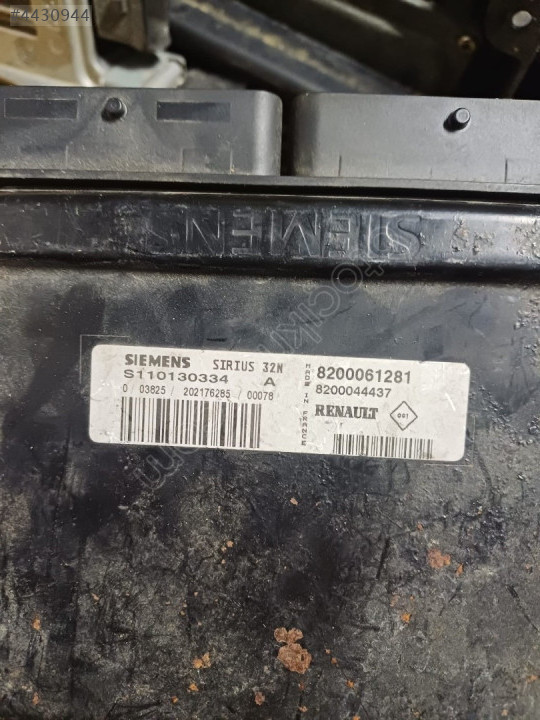 #4430944
SIEMENS
SIEMENS SIRIUS 32N
S110130334 A
0 03825 / 202176285 / 00078
MADE IN FRANCE
8200061281
8200044437
RENAULT